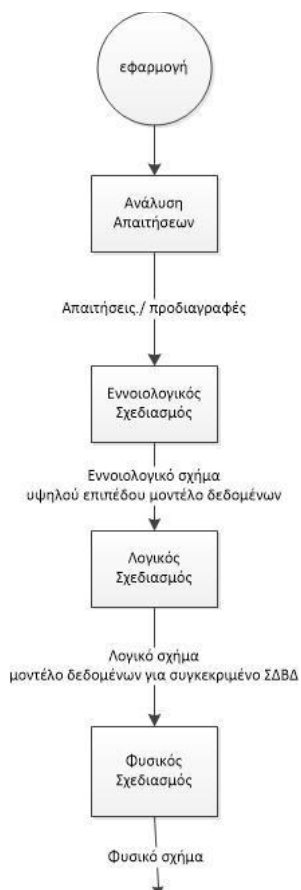 εφαρμογή
Ανάλυση
Απαιτήσεων
Απαιτήσεις./ προδιαγραφές
Εννοιολογικός
Σχεδιασμός
Εννοιολογικό σχήμα
υψηλού επιπέδου μοντέλο δεδομένων
Λογικός
Σχεδιασμός
Λογικό σχήμα
μοντέλο δεδομένων για συγκεκριμένο ΣΔΒΔ
Φυσικός
Σχεδιασμός
Φυσικό σχήμα